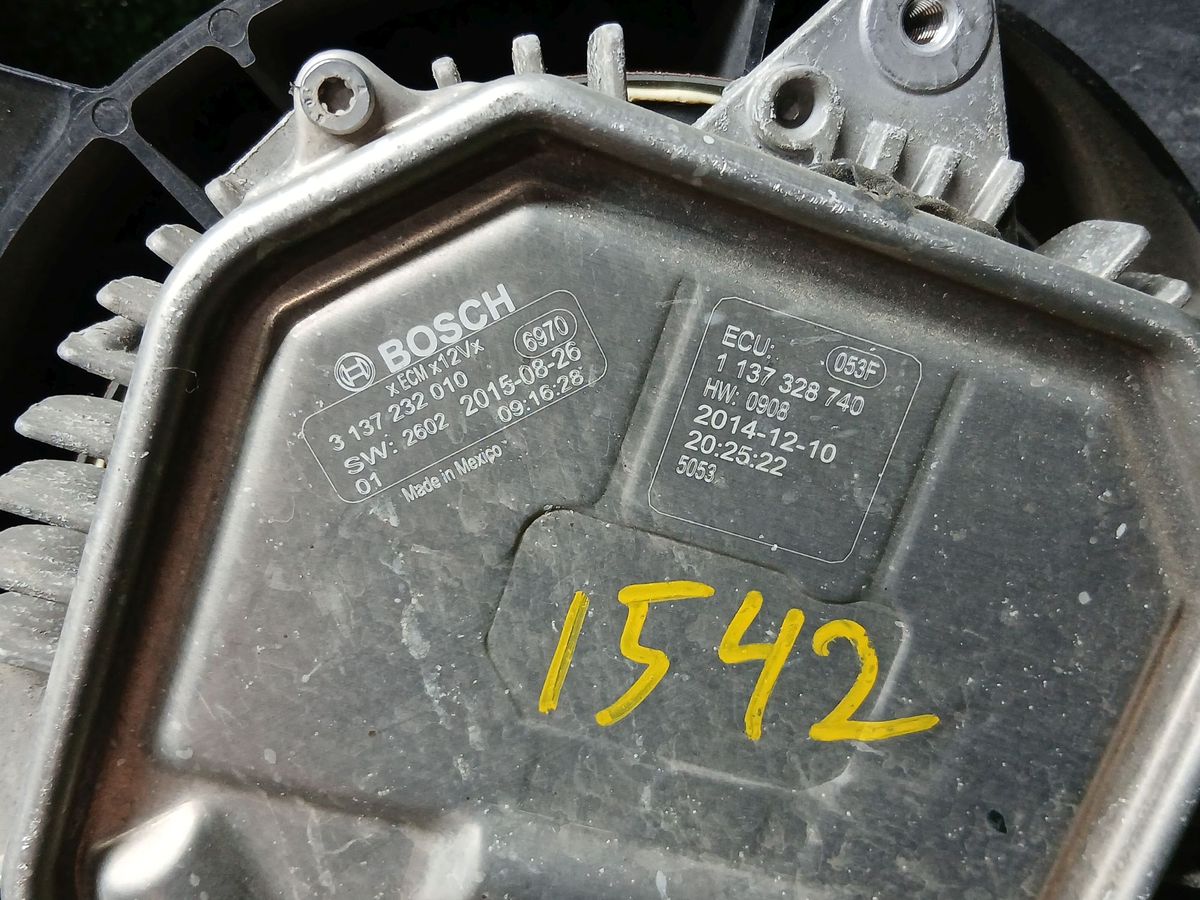 BOSCH
x ECM x12Vx
6970
3 137 232 010
SW: 2602 2015-08-26
01 09:16:28
Made in Mexico
ECU: 053F
1 137 328 740
HW: 0908
2014-12-10
20:25:22
5053
1542